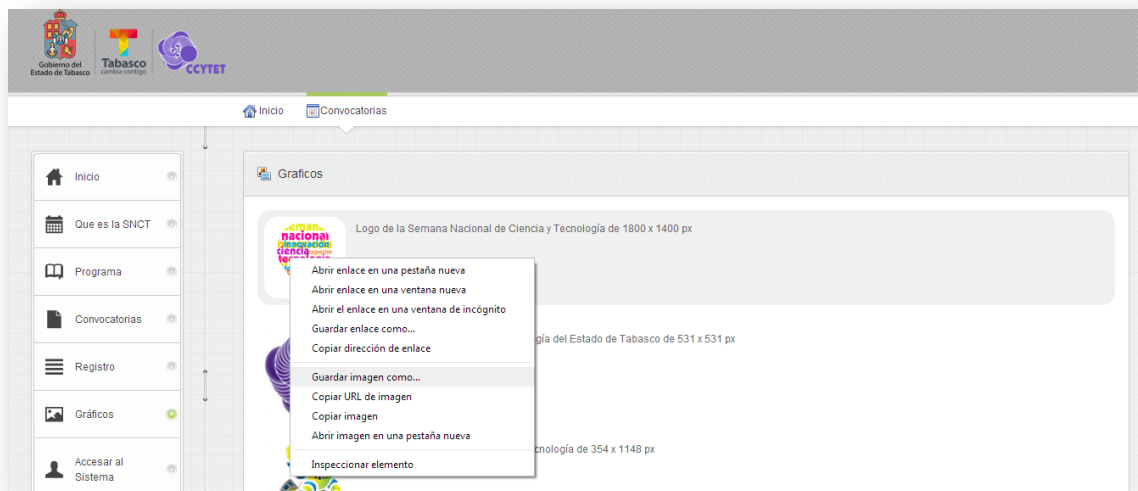 Gobierno del
Estado de Tabasco
Tabasco
cambia contigo
CCYTET
Inicio
Convocatorias
Inicio
Que es la SNCT
Programa
Convocatorias
Registro
Gráficos
Accesar al
Sistema
Graficos
semana
nacional
innovación
ciencia
tecnología
Logo de la Semana Nacional de Ciencia y Tecnología de 1800 x 1400 px
Abrir enlace en una pestaña nueva
Abrir enlace en una ventana nueva
Abrir el enlace en una ventana de incógnito
Guardar enlace como...
Copiar dirección de enlace
Guardar imagen como...
Copiar URL de imagen
Copiar imagen
Abrir imagen en una pestaña nueva
Inspeccionar elemento
gía del Estado de Tabasco de 531 x 531 px
cnología de 354 x 1148 px